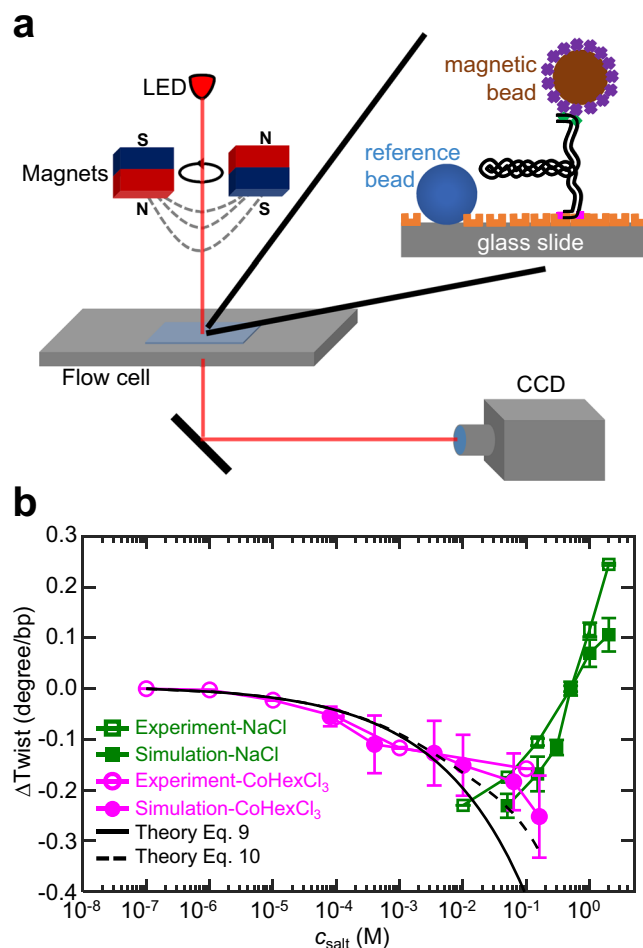 a
LED
S
N
Magnets
N
S
magnetic
bead
reference
bead
glass slide
Flow cell
CCD
b
0.3
0.2
0.1
0.0
-0.1
-0.2
-0.3
-0.4
ΔTwist (degree/bp)
Experiment-NaCl
Simulation-NaCl
Experiment-CoHexCl₃
Simulation-CoHexCl₃
Theory Eq. 9
Theory Eq. 10
10⁻⁸ 10⁻⁷ 10⁻⁶ 10⁻⁵ 10⁻⁴ 10⁻³ 10⁻² 10⁻¹ 10⁰
c_salt (M)